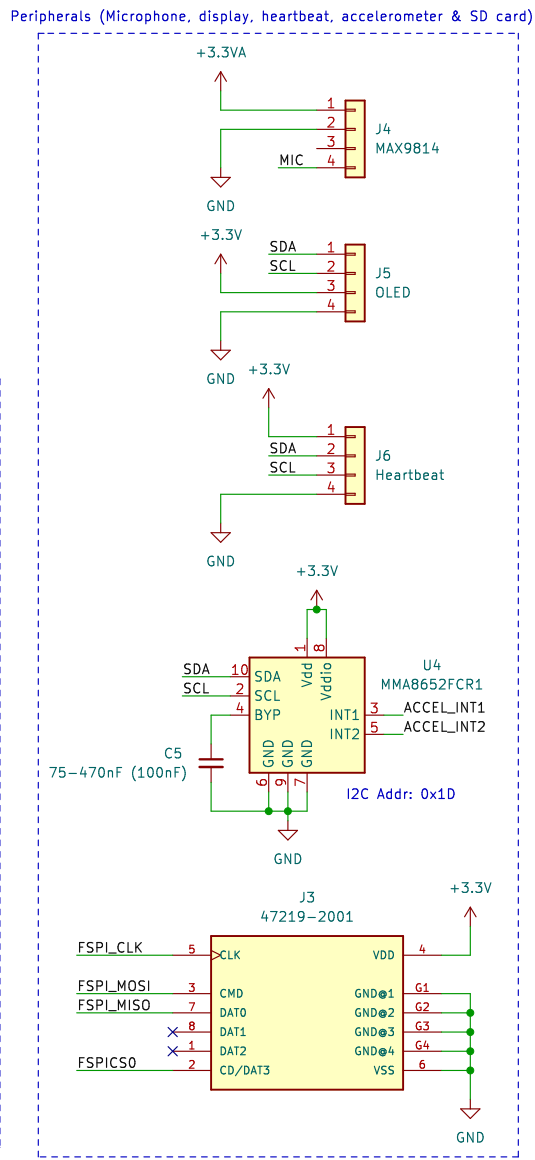 Peripherals (Microphone, display, heartbeat, accelerometer & SD card)
+3.3VA
1
2
3
MIC 4
J4
MAX9814
GND
+3.3V
SDA 1
SCL 2
3
4
J5
OLED
GND
+3.3V
1
SDA 2
SCL 3
4
J6
Heartbeat
GND
+3.3V
1 8
Vdd Vddio
U4
MMA8652FCR1
SDA 10 SDA
SCL 2 SCL
4 BYP
INT1 3 ACCEL_INT1
INT2 5 ACCEL_INT2
GND GND GND
6 9 7
C5
75-470nF (100nF)
I2C Addr: 0x1D
GND
J3
47219-2001
+3.3V
FSPI_CLK 5 CLK VDD 4
FSPI_MOSI 3 CMD GND@1 G1
FSPI_MISO 7 DAT0 GND@2 G2
8 DAT1 GND@3 G3
1 DAT2 GND@4 G4
FSPICS0 2 CD/DAT3 VSS 6
GND